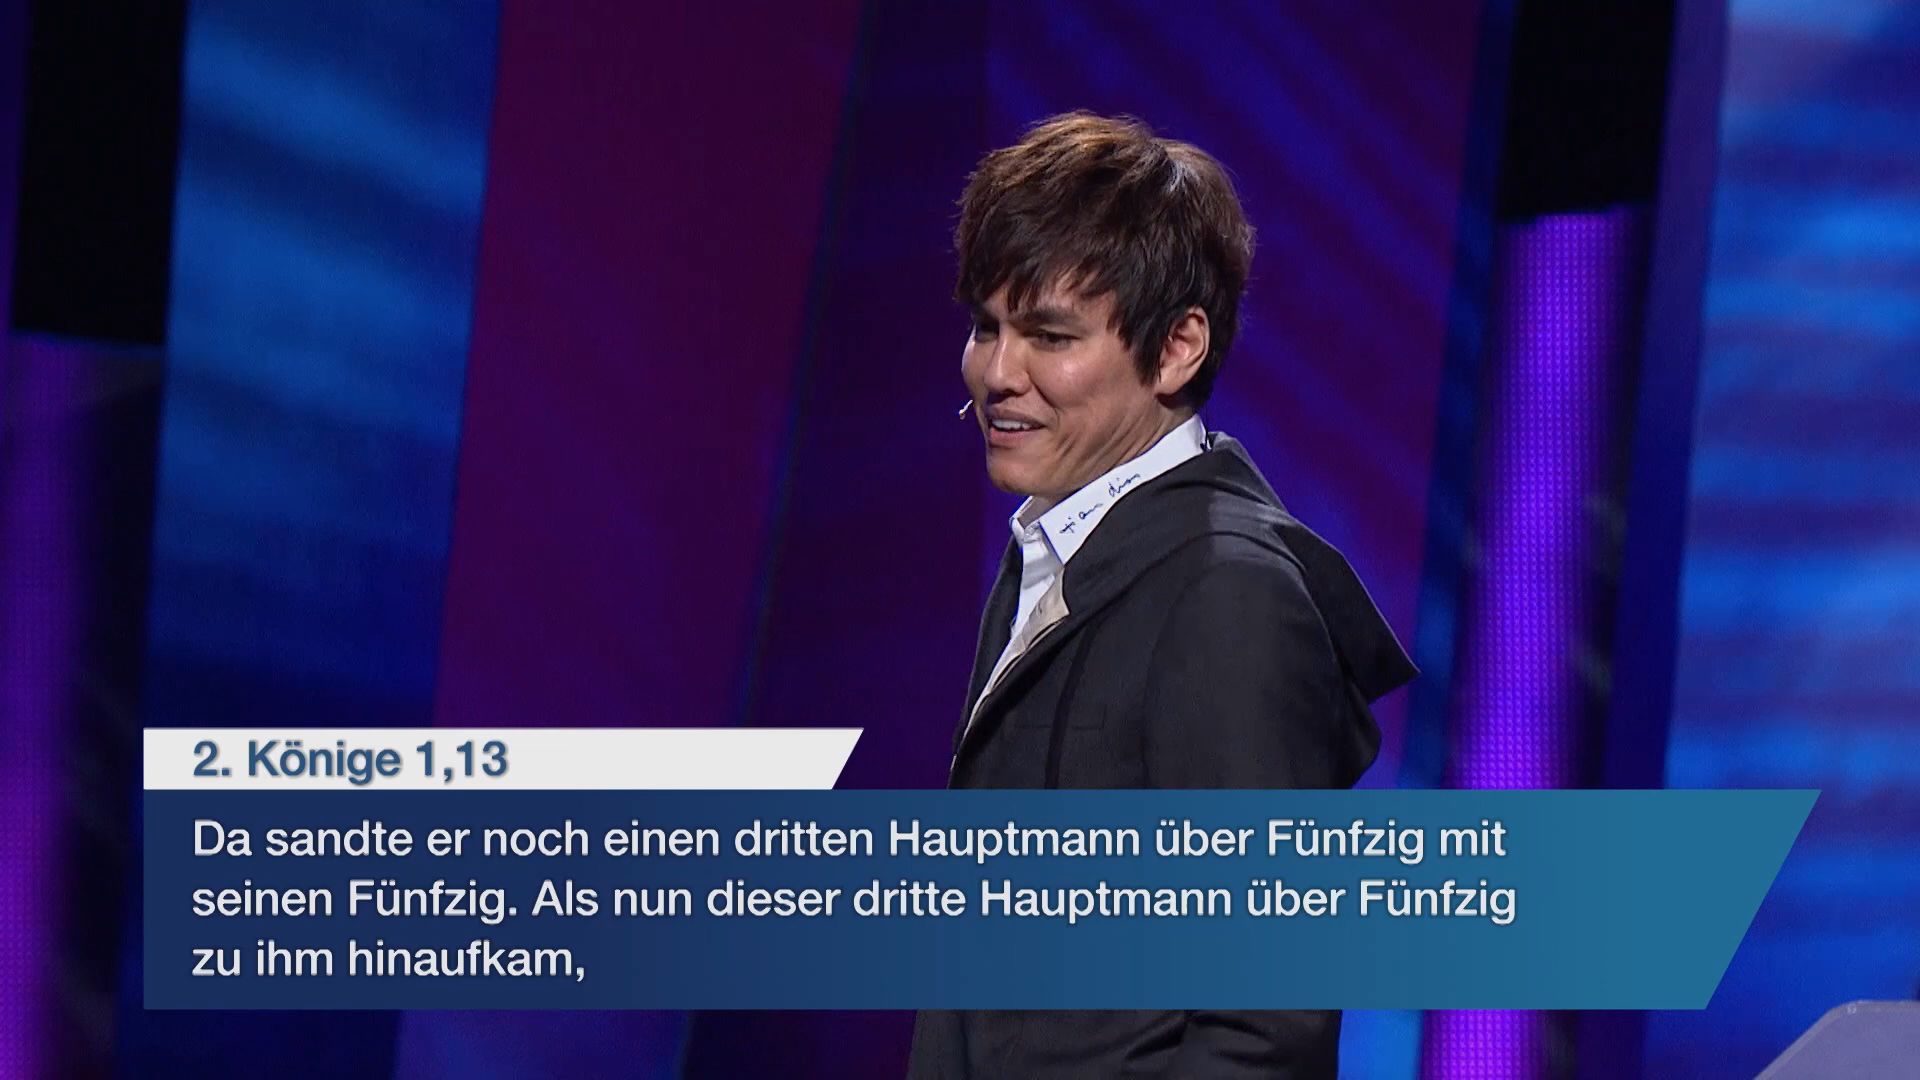 2. Könige 1,13
Da sandte er noch einen dritten Hauptmann über Fünfzig mit
seinen Fünfzig. Als nun dieser dritte Hauptmann über Fünfzig
zu ihm hinaufkam,